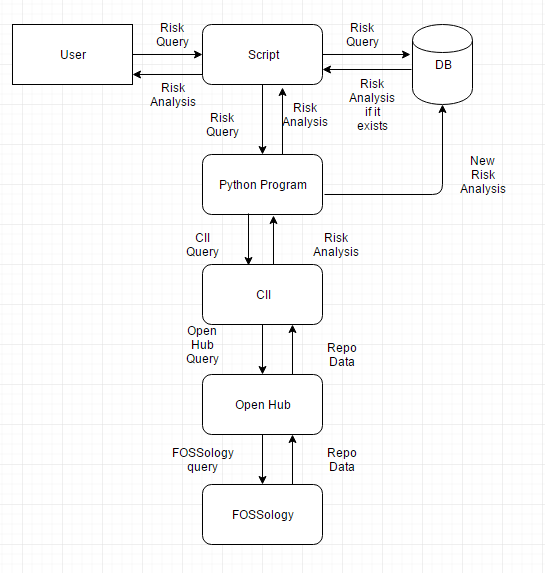 Risk
Query
Risk
Query
User
Script
DB
Risk
Analysis
Risk
Analysis
if it
exists
Risk
Query
Risk
Analysis
New
Risk
Analysis
Python Program
CII
Query
Risk
Analysis
CII
Open
Hub
Query
Repo
Data
Open Hub
FOSSology
query
Repo
Data
FOSSology